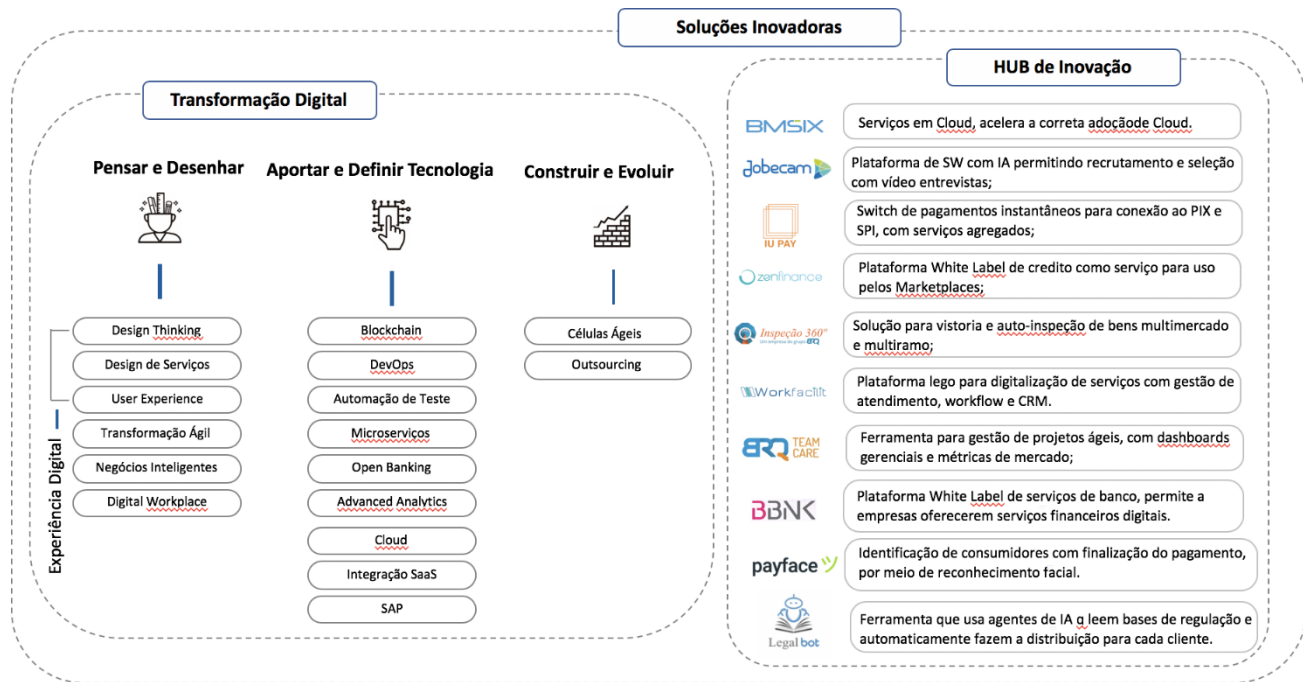 Soluções Inovadoras
Transformação Digital
Pensar e Desenhar
Aportar e Definir Tecnologia
Construir e Evoluir
Experiência Digital
Design Thinking
Design de Serviços
User Experience
Transformação Ágil
Negócios Inteligentes
Digital Workplace
Blockchain
DevOps
Automação de Teste
Microserviços
Open Banking
Advanced Analytics
Cloud
Integração SaaS
SAP
Células Ágeis
Outsourcing
HUB de Inovação
BMSIX
Serviços em Cloud, acelera a correta adoçãode Cloud.
Jobecam
Plataforma de SW com IA permitindo recrutamento e seleção
com vídeo entrevistas;
IU PAY
Switch de pagamentos instantâneos para conexão ao PIX e
SPI, com serviços agregados;
zenfinance
Plataforma White Label de credito como serviço para uso
pelos Marketplaces;
Inspeção 360º
Um empresa do grupo BRQ
Solução para vistoria e auto-inspeção de bens multimercado
e multiramo;
Workfacilit
Plataforma lego para digitalização de serviços com gestão de
atendimento, workflow e CRM.
BRQ TEAM
CARE
Ferramenta para gestão de projetos ágeis, com dashboards
gerenciais e métricas de mercado;
BBNK
Plataforma White Label de serviços de banco, permite a
empresas oferecerem serviços financeiros digitais.
payface
Identificação de consumidores com finalização do pagamento,
por meio de reconhecimento facial.
Legal bot
Ferramenta que usa agentes de IA q leem bases de regulação e
automaticamente fazem a distribuição para cada cliente.